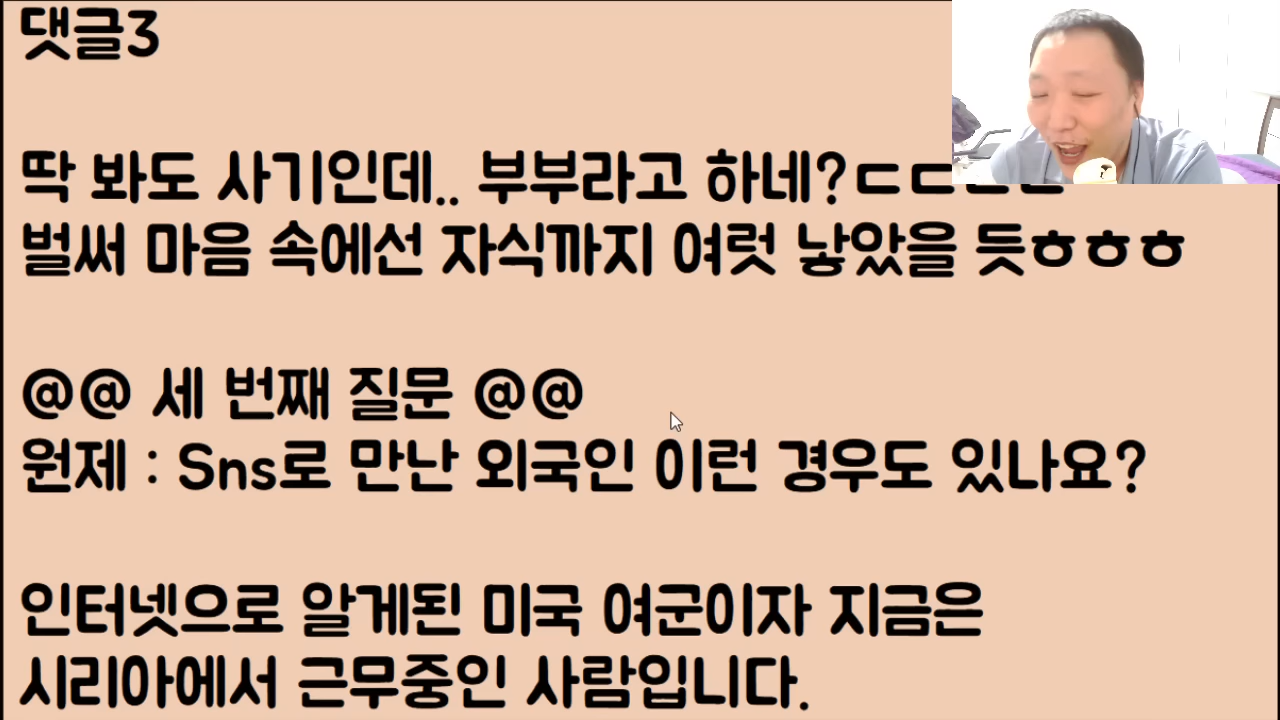 댓글3
딱 봐도 사기인데.. 부부라고 하네?ㄷㄷㄷㄷ
벌써 마음 속에선 자식까지 여럿 낳았을 듯ㅎㅎㅎ
@@ 세 번째 질문 @@
원제 : Sns로 만난 외국인 이런 경우도 있나요?
인터넷으로 알게된 미국 여군이자 지금은
시리아에서 근무중인 사람입니다.